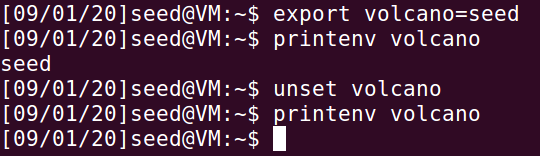 [09/01/20]seed@VM:~$ export volcano=seed
[09/01/20]seed@VM:~$ printenv volcano
seed
[09/01/20]seed@VM:~$ unset volcano
[09/01/20]seed@VM:~$ printenv volcano
[09/01/20]seed@VM:~$